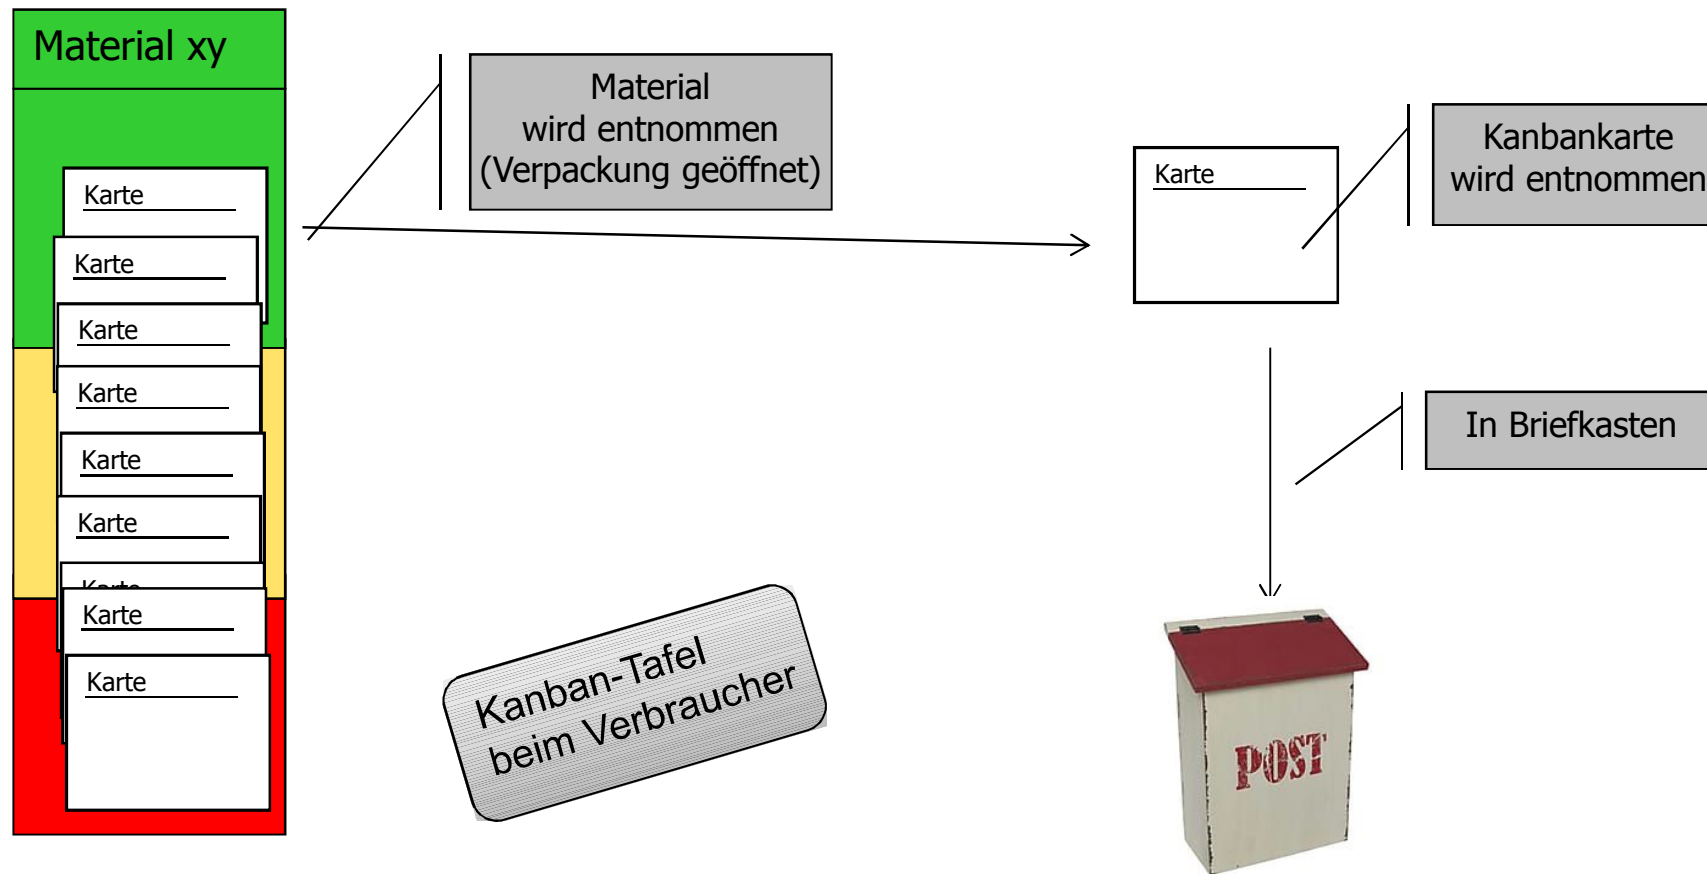 Material xy
Karte
Karte
Karte
Karte
Karte
Karte
Karte
Karte
Karte
Material
wird entnommen
(Verpackung geöffnet)
Karte
Kanbankarte
wird entnommen
In Briefkasten
Kanban-Tafel
beim Verbraucher
POST